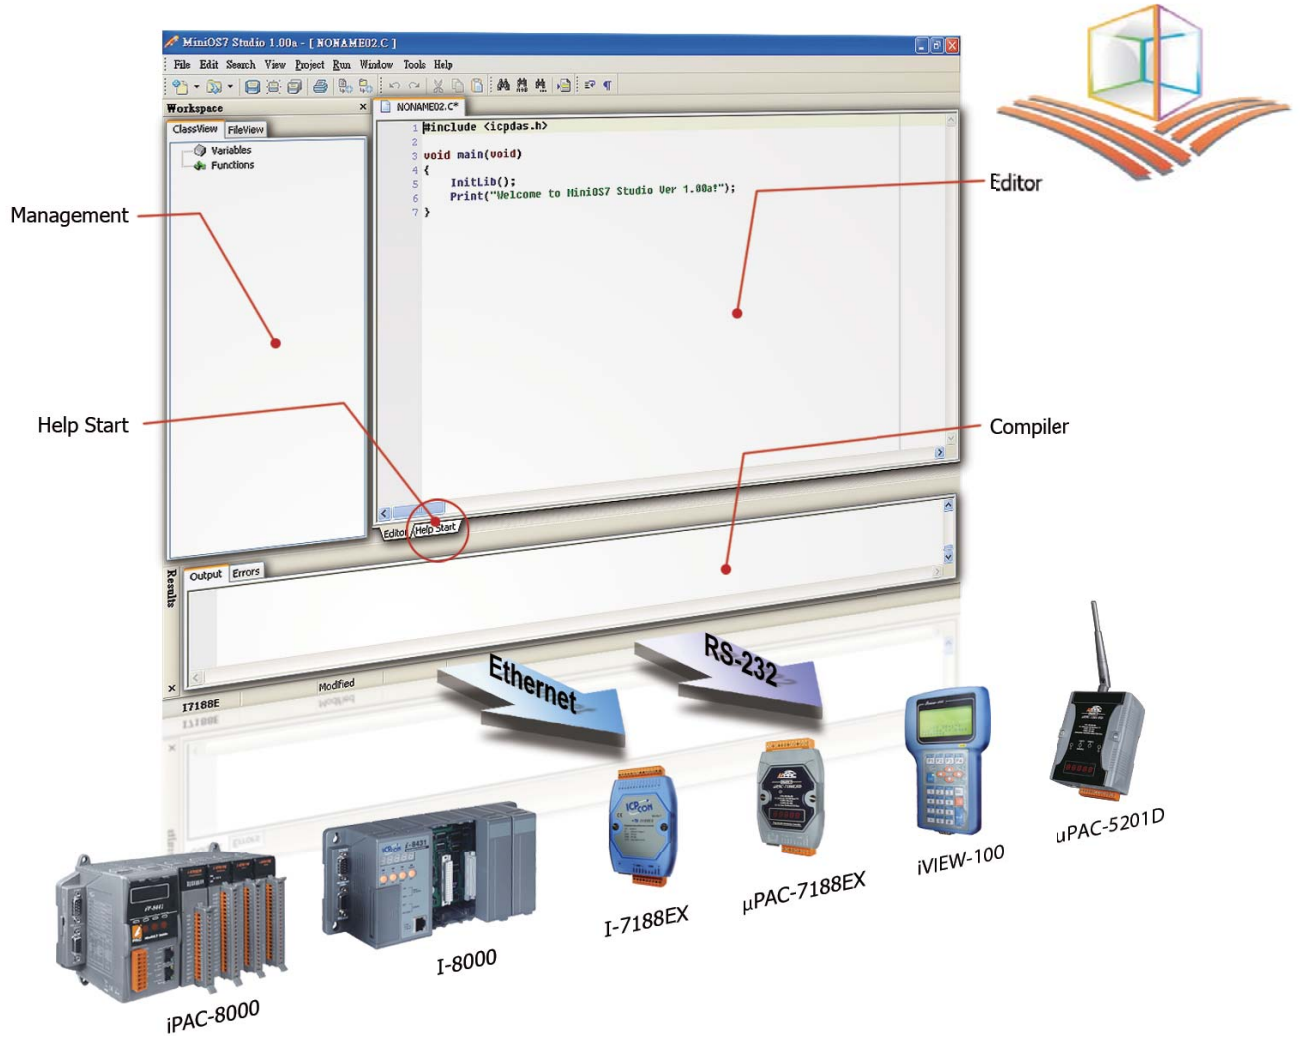 MiniOS7 Studio 1.00a - [ NONAME02.C ]
File Edit Search View Project Run Window Tools Help
Workspace ×
NONAME02.C*
ClassView FileView
Variables
Functions
1 #include <icpdas.h>
2
3 void main(void)
4 {
5 InitLib();
6 Print("Welcome to MiniOS7 Studio Ver 1.00a!");
7 }
Editor
Management
Help Start
Compiler
Editor Help Start
Results
Output Errors
Modified
I7188E
Ethernet
RS-232
uPAC-5201D
iVIEW-100
µPAC-7188EX
I-7188EX
I-8000
iPAC-8000
ICP CON
i-8431